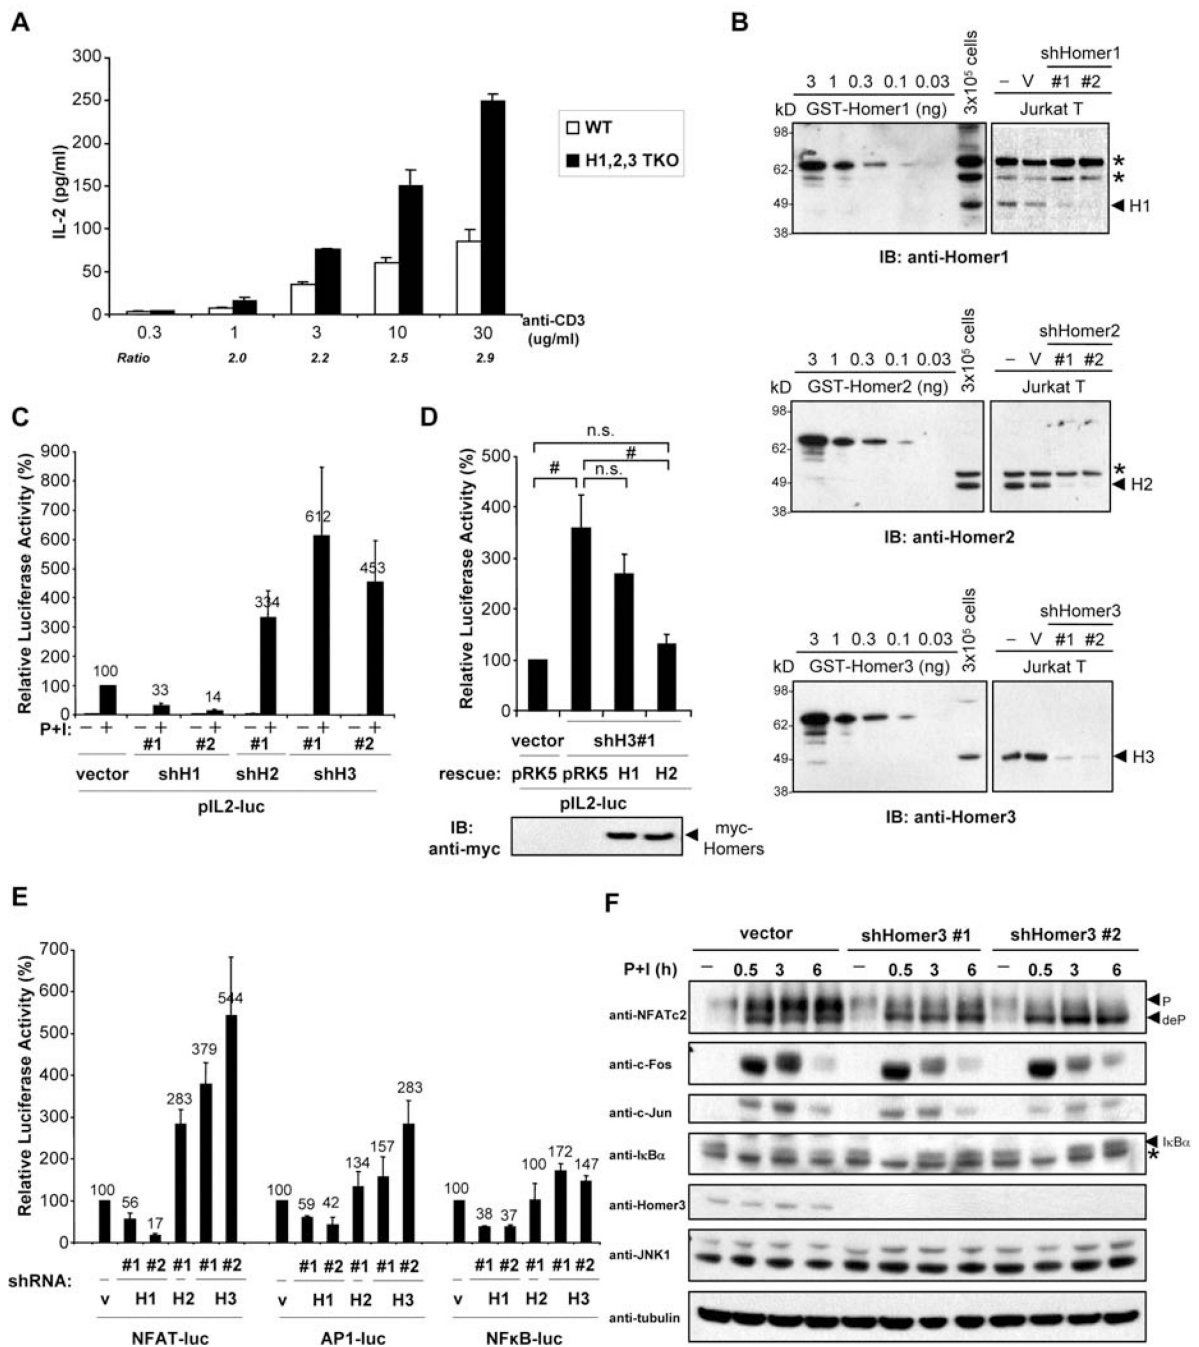 A
300
250
200
150
100
50
0
IL-2 (pg/ml)
WT
H1,2,3 TKO
0.3 1 3 10 30
anti-CD3
(ug/ml)
Ratio 2.0 2.2 2.5 2.9
B
shHomer1
3 1 0.3 0.1 0.03
3x10⁵ cells
– V #1 #2
kD GST-Homer1 (ng)
Jurkat T
98-
62-
49-
38-
*
*
H1
IB: anti-Homer1
shHomer2
3 1 0.3 0.1 0.03
3x10⁵ cells
– V #1 #2
kD GST-Homer2 (ng)
Jurkat T
98-
62-
49-
38-
*
H2
IB: anti-Homer2
shHomer3
3 1 0.3 0.1 0.03
3x10⁵ cells
– V #1 #2
kD GST-Homer3 (ng)
Jurkat T
98-
62-
49-
38-
H3
IB: anti-Homer3
C
900
800
700
600
500
400
300
200
100
0
Relative Luciferase Activity (%)
100 33 14 334 612 453
P+I: – + – + – + – + – + – +
#1 #2 #1 #1 #2
vector shH1 shH2 shH3
pIL2-luc
D
n.s.
# n.s. #
500
400
300
200
100
0
Relative Luciferase Activity (%)
vector shH3#1
rescue: pRK5 pRK5 H1 H2
pIL2-luc
IB:
anti-myc
myc-
Homers
E
700
600
500
400
300
200
100
0
Relative Luciferase Activity (%)
100 56 17 283 379 544
100 59 42 134 157 283
100 38 37 100 172 147
#1 #2 #1 #1 #2 #1 #2 #1 #1 #2 #1 #2 #1 #1 #2
shRNA:
v H1 H2 H3 v H1 H2 H3 v H1 H2 H3
NFAT-luc AP1-luc NFκB-luc
F
vector shHomer3 #1 shHomer3 #2
P+I (h) – 0.5 3 6 – 0.5 3 6 – 0.5 3 6
anti-NFATc2
P
deP
anti-c-Fos
anti-c-Jun
anti-IκBα
IκBα
*
anti-Homer3
anti-JNK1
anti-tubulin